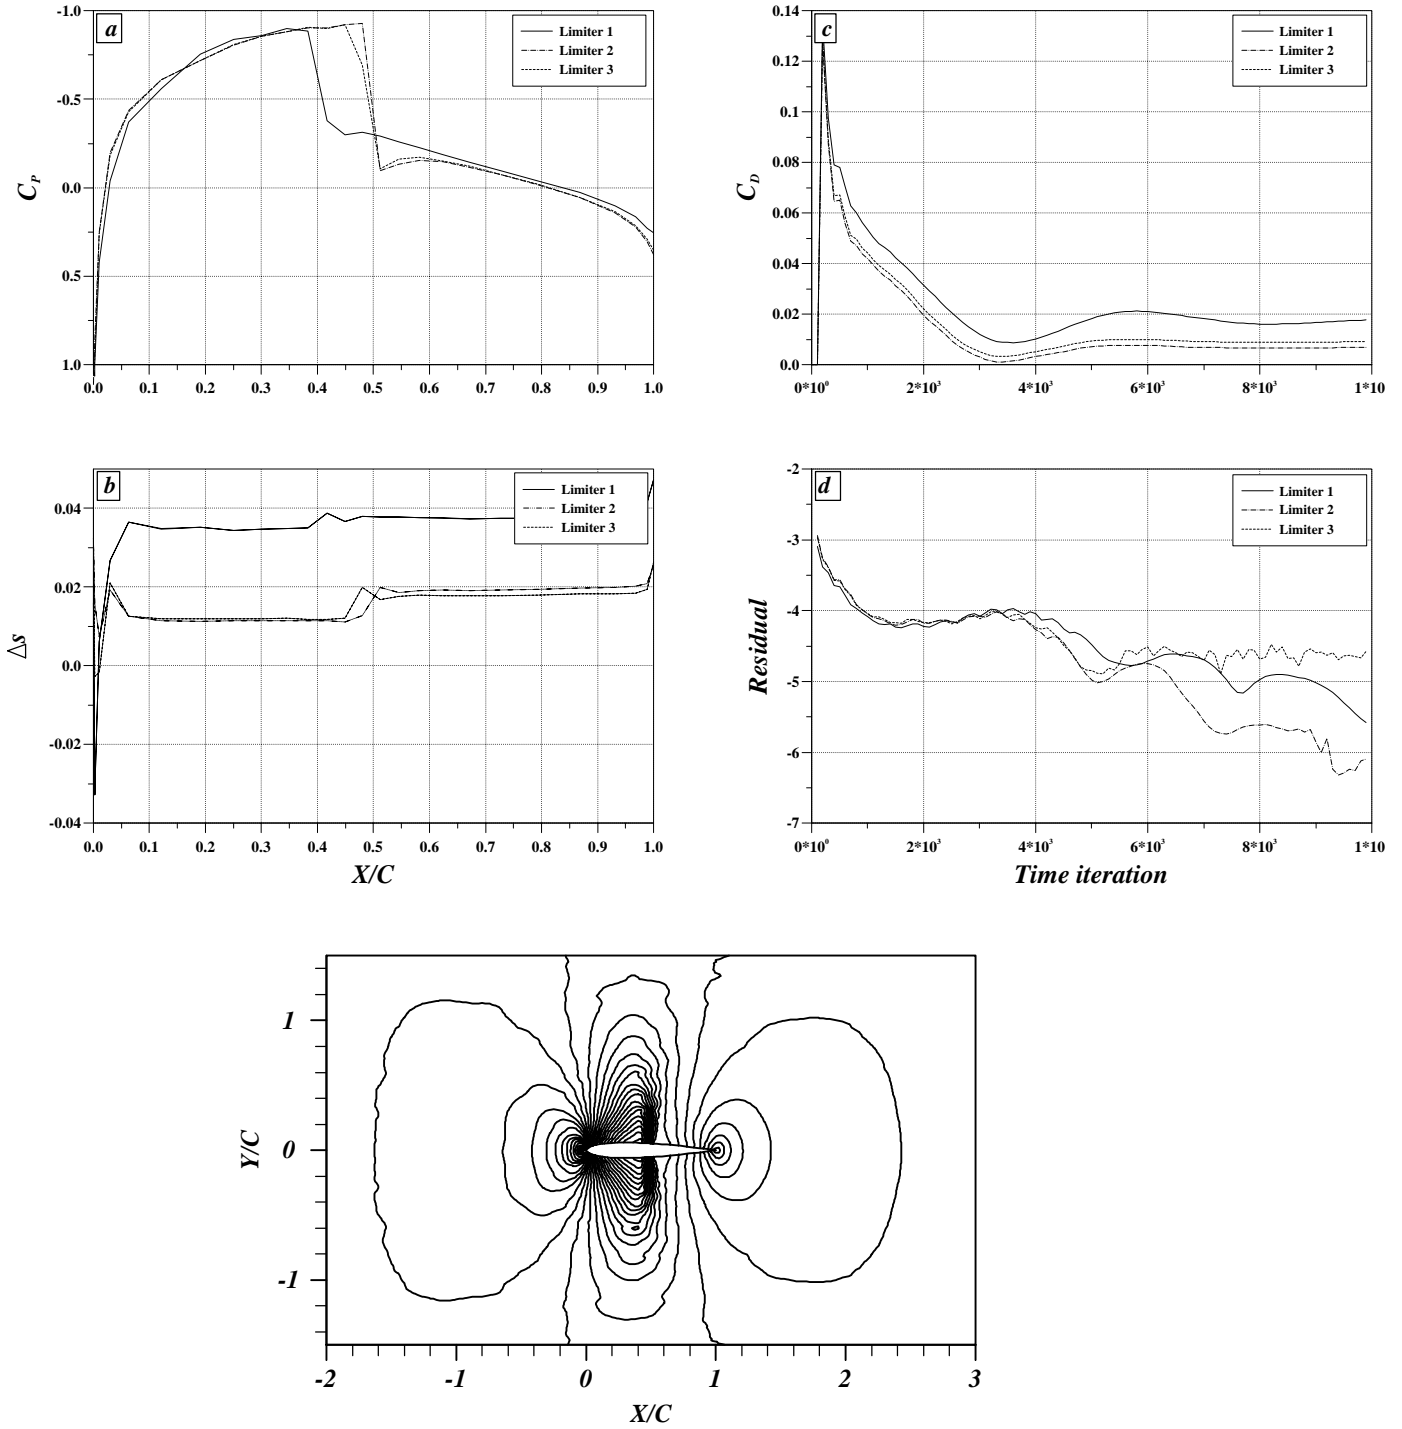 a
Limiter 1
Limiter 2
Limiter 3
-1.0
-0.5
0.0
0.5
1.0
C_P
0.0 0.1 0.2 0.3 0.4 0.5 0.6 0.7 0.8 0.9 1.0
c
Limiter 1
Limiter 2
Limiter 3
0.14
0.12
0.1
0.08
0.06
0.04
0.02
0.0
C_D
0*10⁰ 2*10³ 4*10³ 6*10³ 8*10³ 1*10
b
Limiter 1
Limiter 2
Limiter 3
0.04
0.02
0.0
-0.02
-0.04
△s
0.0 0.1 0.2 0.3 0.4 0.5 0.6 0.7 0.8 0.9 1.0
X/C
d
Limiter 1
Limiter 2
Limiter 3
-2
-3
-4
-5
-6
-7
Residual
0*10⁰ 2*10³ 4*10³ 6*10³ 8*10³ 1*10
Time iteration
1
0
-1
Y/C
-2 -1 0 1 2 3
X/C